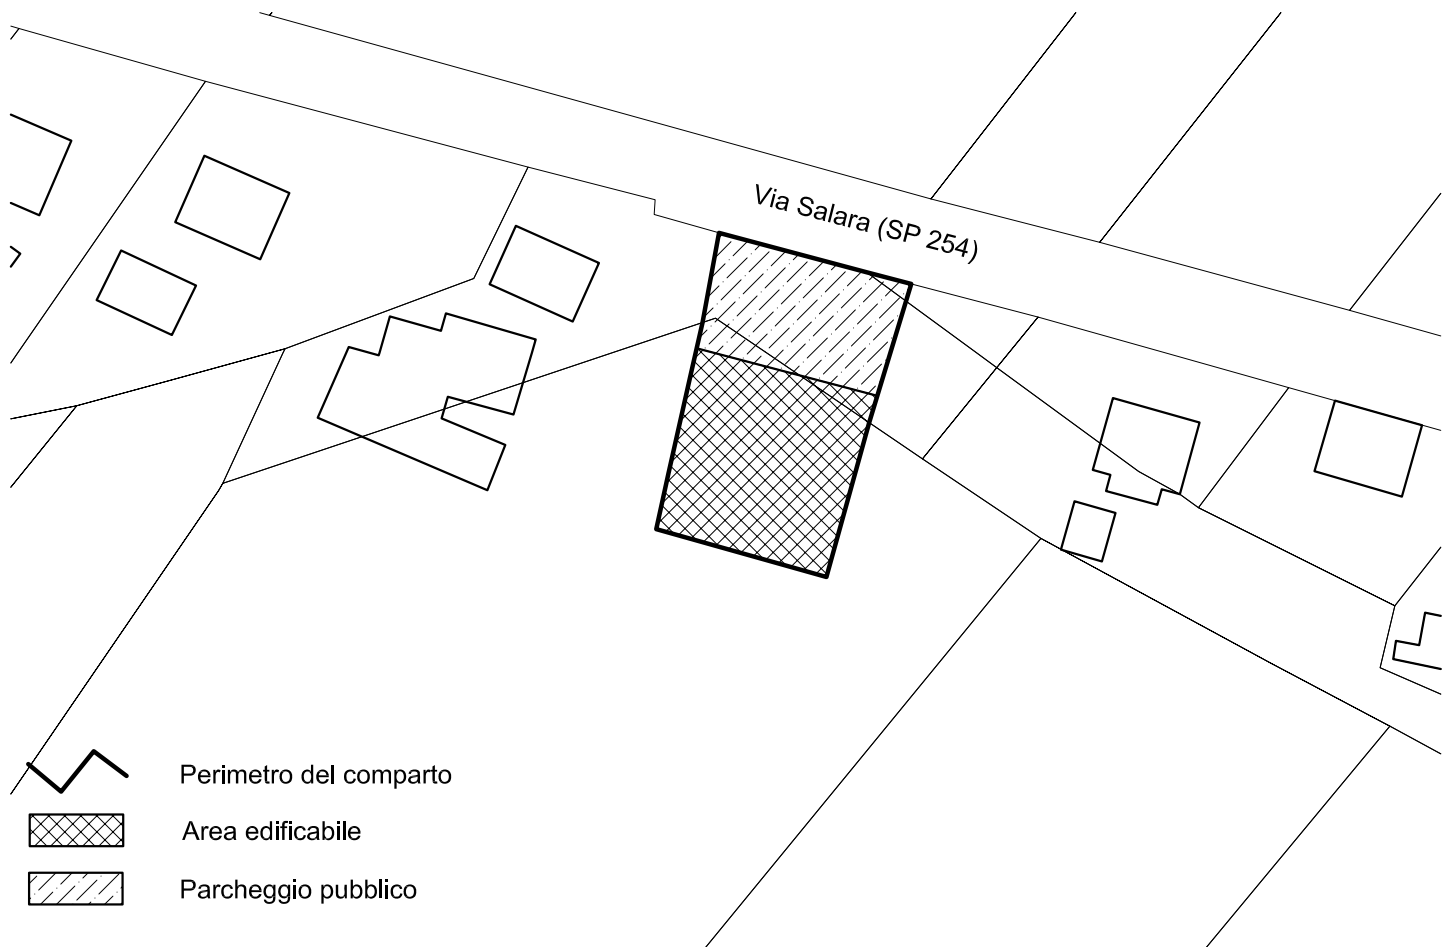 Via Salara (SP 254)
Perimetro del comparto
Area edificabile
Parcheggio pubblico